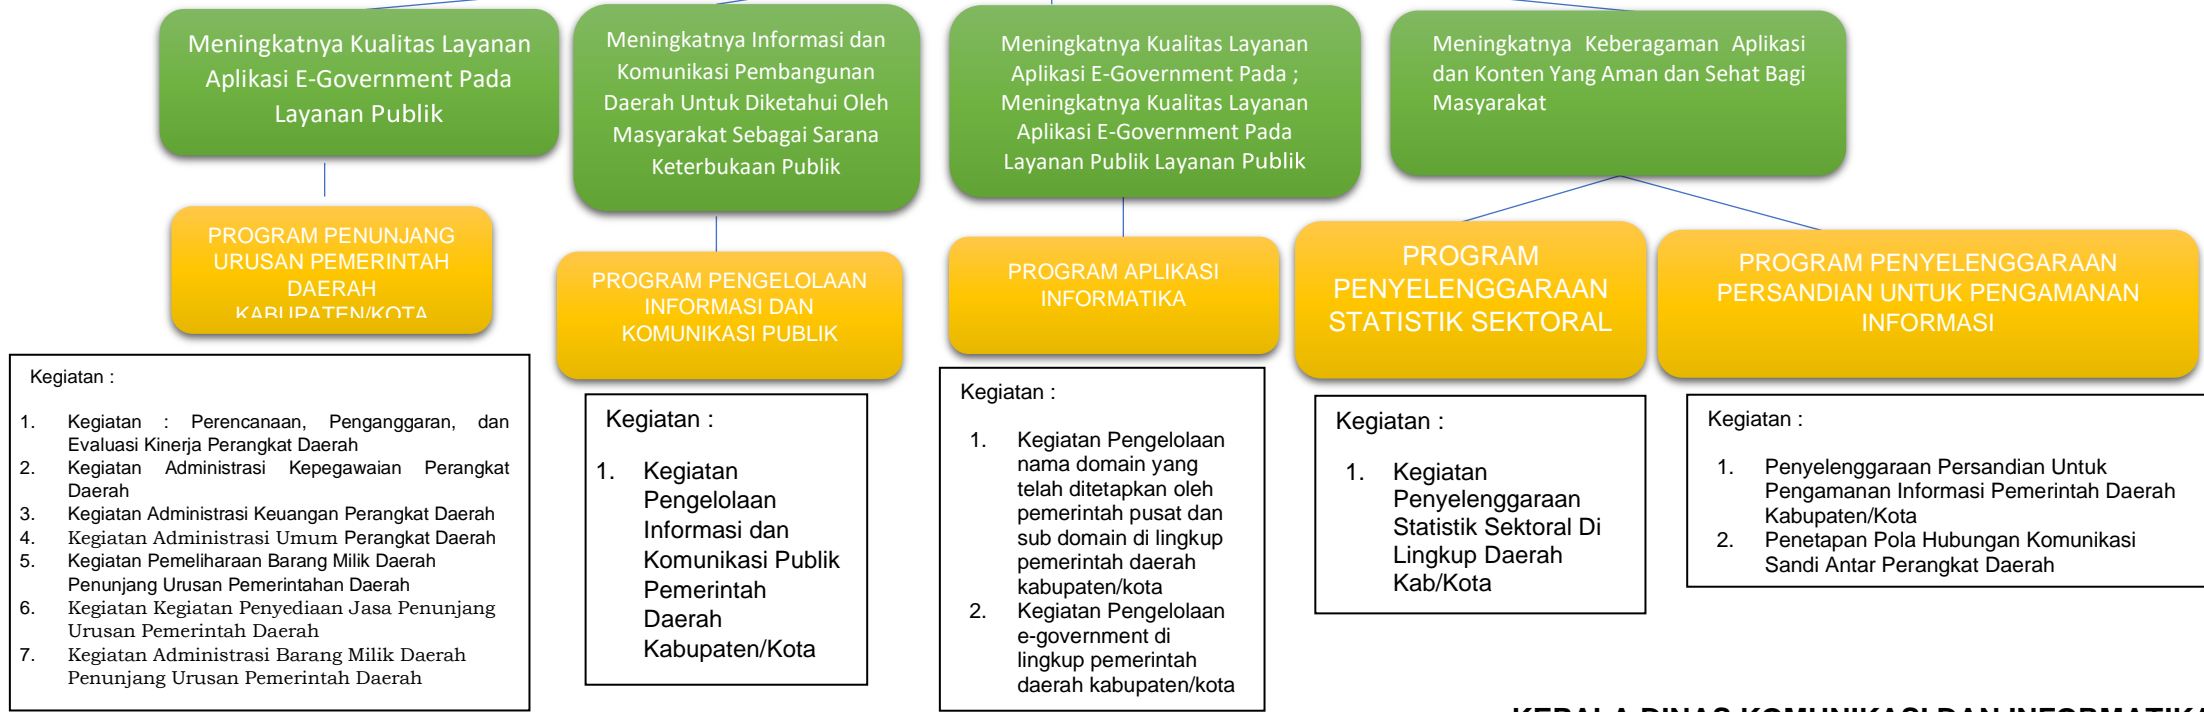 Meningkatnya Kualitas Layanan
Aplikasi E-Government Pada
Layanan Publik
Meningkatnya Informasi dan
Komunikasi Pembangunan
Daerah Untuk Diketahui Oleh
Masyarakat Sebagai Sarana
Keterbukaan Publik
Meningkatnya Kualitas Layanan
Aplikasi E-Government Pada ;
Meningkatnya Kualitas Layanan
Aplikasi E-Government Pada
Layanan Publik Layanan Publik
Meningkatnya Keberagaman Aplikasi
dan Konten Yang Aman dan Sehat Bagi
Masyarakat
PROGRAM PENUNJANG
URUSAN PEMERINTAH
DAERAH
KABUPATEN/KOTA
PROGRAM PENGELOLAAN
INFORMASI DAN
KOMUNIKASI PUBLIK
PROGRAM APLIKASI
INFORMATIKA
PROGRAM
PENYELENGGARAAN
STATISTIK SEKTORAL
PROGRAM PENYELENGGARAAN
PERSANDIAN UNTUK PENGAMANAN
INFORMASI
Kegiatan :
1. Kegiatan : Perencanaan, Penganggaran, dan
Evaluasi Kinerja Perangkat Daerah
2. Kegiatan Administrasi Kepegawaian Perangkat
Daerah
3. Kegiatan Administrasi Keuangan Perangkat Daerah
4. Kegiatan Administrasi Umum Perangkat Daerah
5. Kegiatan Pemeliharaan Barang Milik Daerah
Penunjang Urusan Pemerintahan Daerah
6. Kegiatan Kegiatan Penyediaan Jasa Penunjang
Urusan Pemerintah Daerah
7. Kegiatan Administrasi Barang Milik Daerah
Penunjang Urusan Pemerintah Daerah
Kegiatan :
1. Kegiatan
Pengelolaan
Informasi dan
Komunikasi Publik
Pemerintah
Daerah
Kabupaten/Kota
Kegiatan :
1. Kegiatan Pengelolaan
nama domain yang
telah ditetapkan oleh
pemerintah pusat dan
sub domain di lingkup
pemerintah daerah
kabupaten/kota
2. Kegiatan Pengelolaan
e-government di
lingkup pemerintah
daerah kabupaten/kota
Kegiatan :
1. Kegiatan
Penyelenggaraan
Statistik Sektoral Di
Lingkup Daerah
Kab/Kota
Kegiatan :
1. Penyelenggaraan Persandian Untuk
Pengamanan Informasi Pemerintah Daerah
Kabupaten/Kota
2. Penetapan Pola Hubungan Komunikasi
Sandi Antar Perangkat Daerah
KEPALA DINAS KOMUNIKASI DAN INFORMATIKA